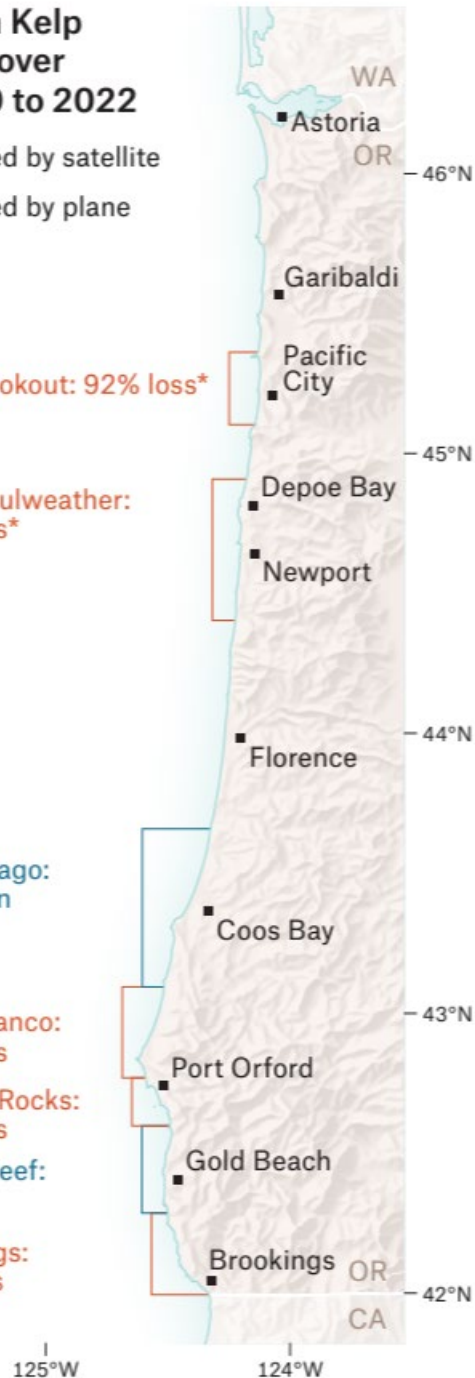 Kelp
over
to 2022
ed by satellite
ed by plane
WA
Astoria
OR
46°N
Garibaldi
Pacific
City
okout: 92% loss*
45°N
Depoe Bay
ulweather:
s*
Newport
44°N
Florence
ago:
n
Coos Bay
43°N
anco:
s
Port Orford
Rocks:
s
Gold Beach
eef:
gs:
s
Brookings
OR
42°N
CA
125°W
124°W